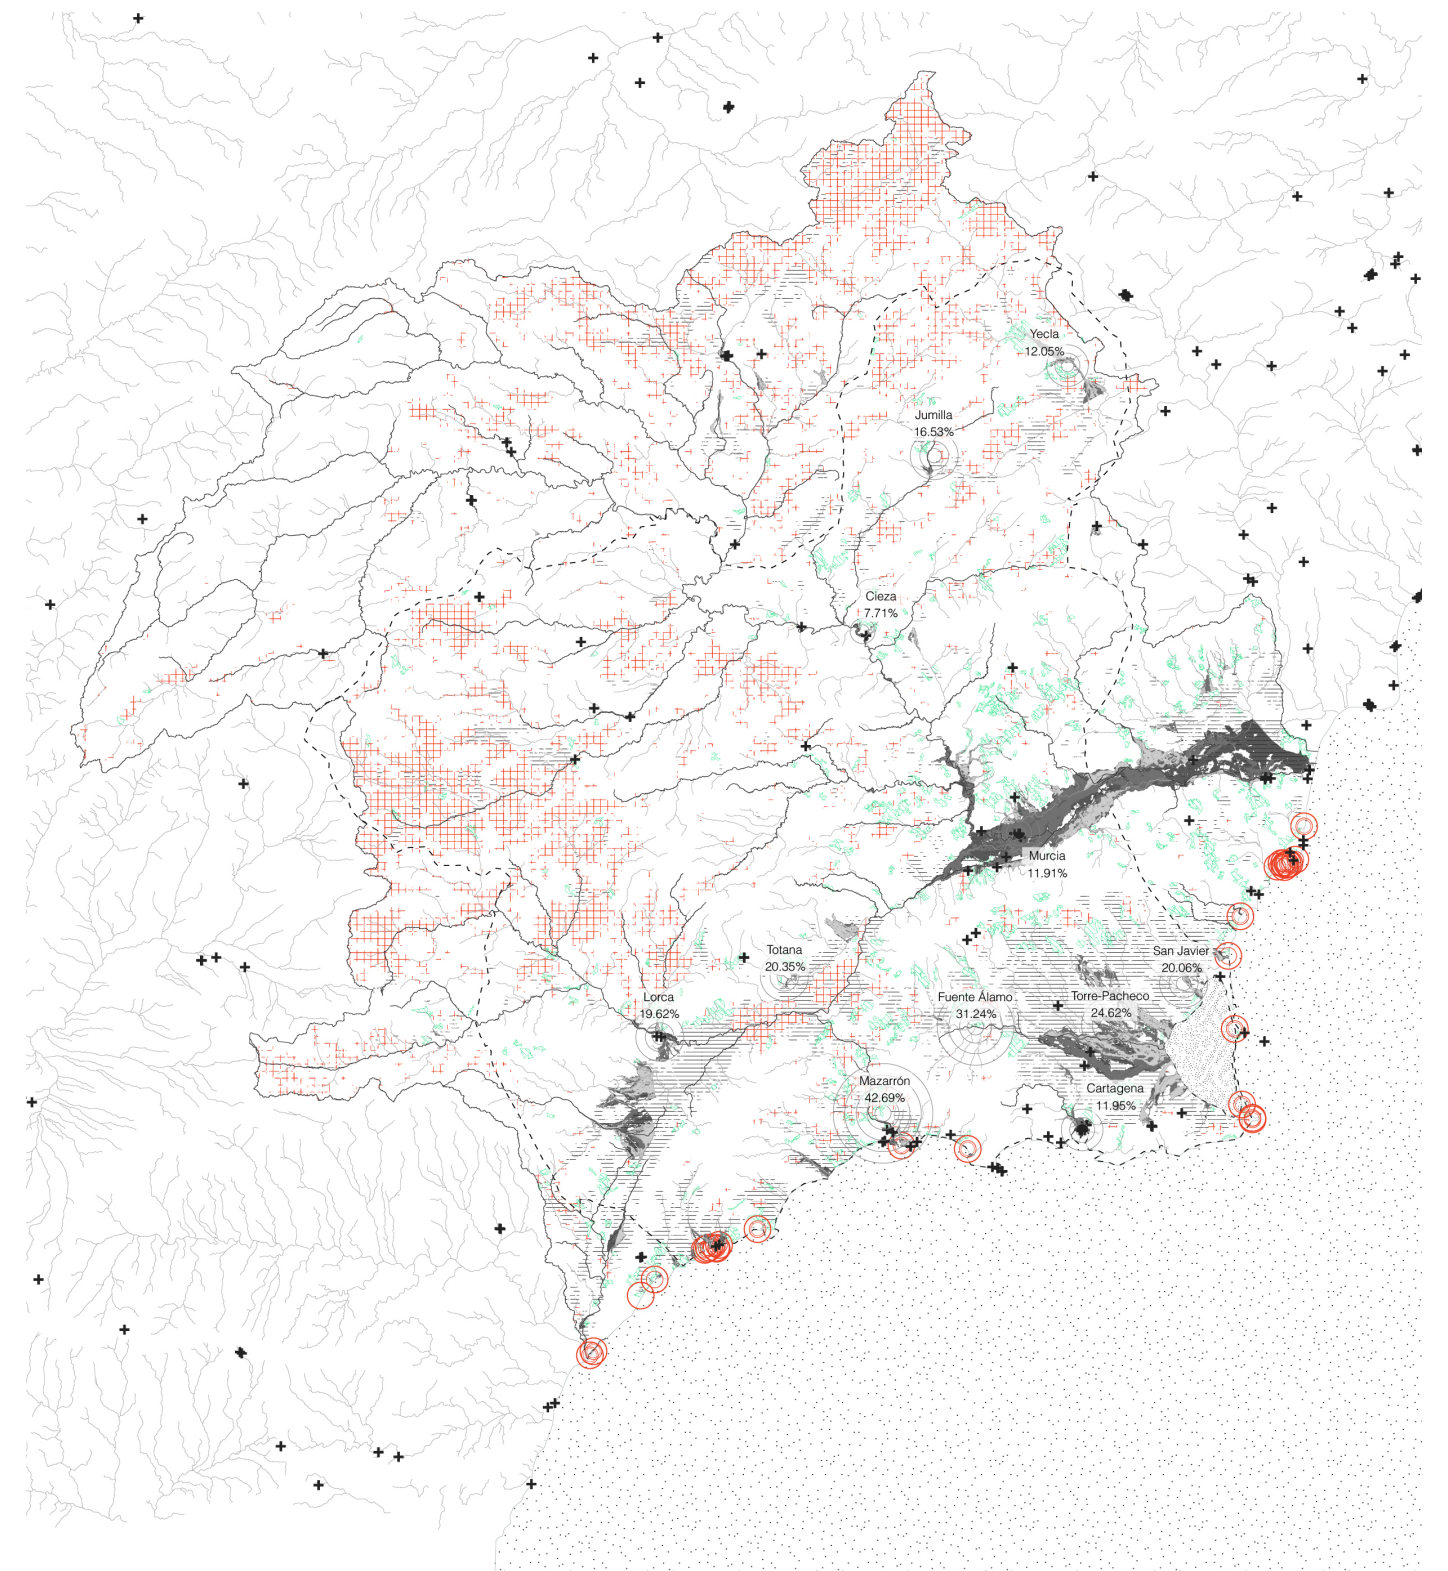 Yecla
12.05%
Jumilla
16.53%
Cieza
7.71%
Murcia
11.91%
Totana
20.35%
San Javier
20.06%
Lorca
19.62%
Fuente Álamo
31.24%
Torre-Pacheco
24.62%
Mazarrón
42.69%
Cartagena
11.95%